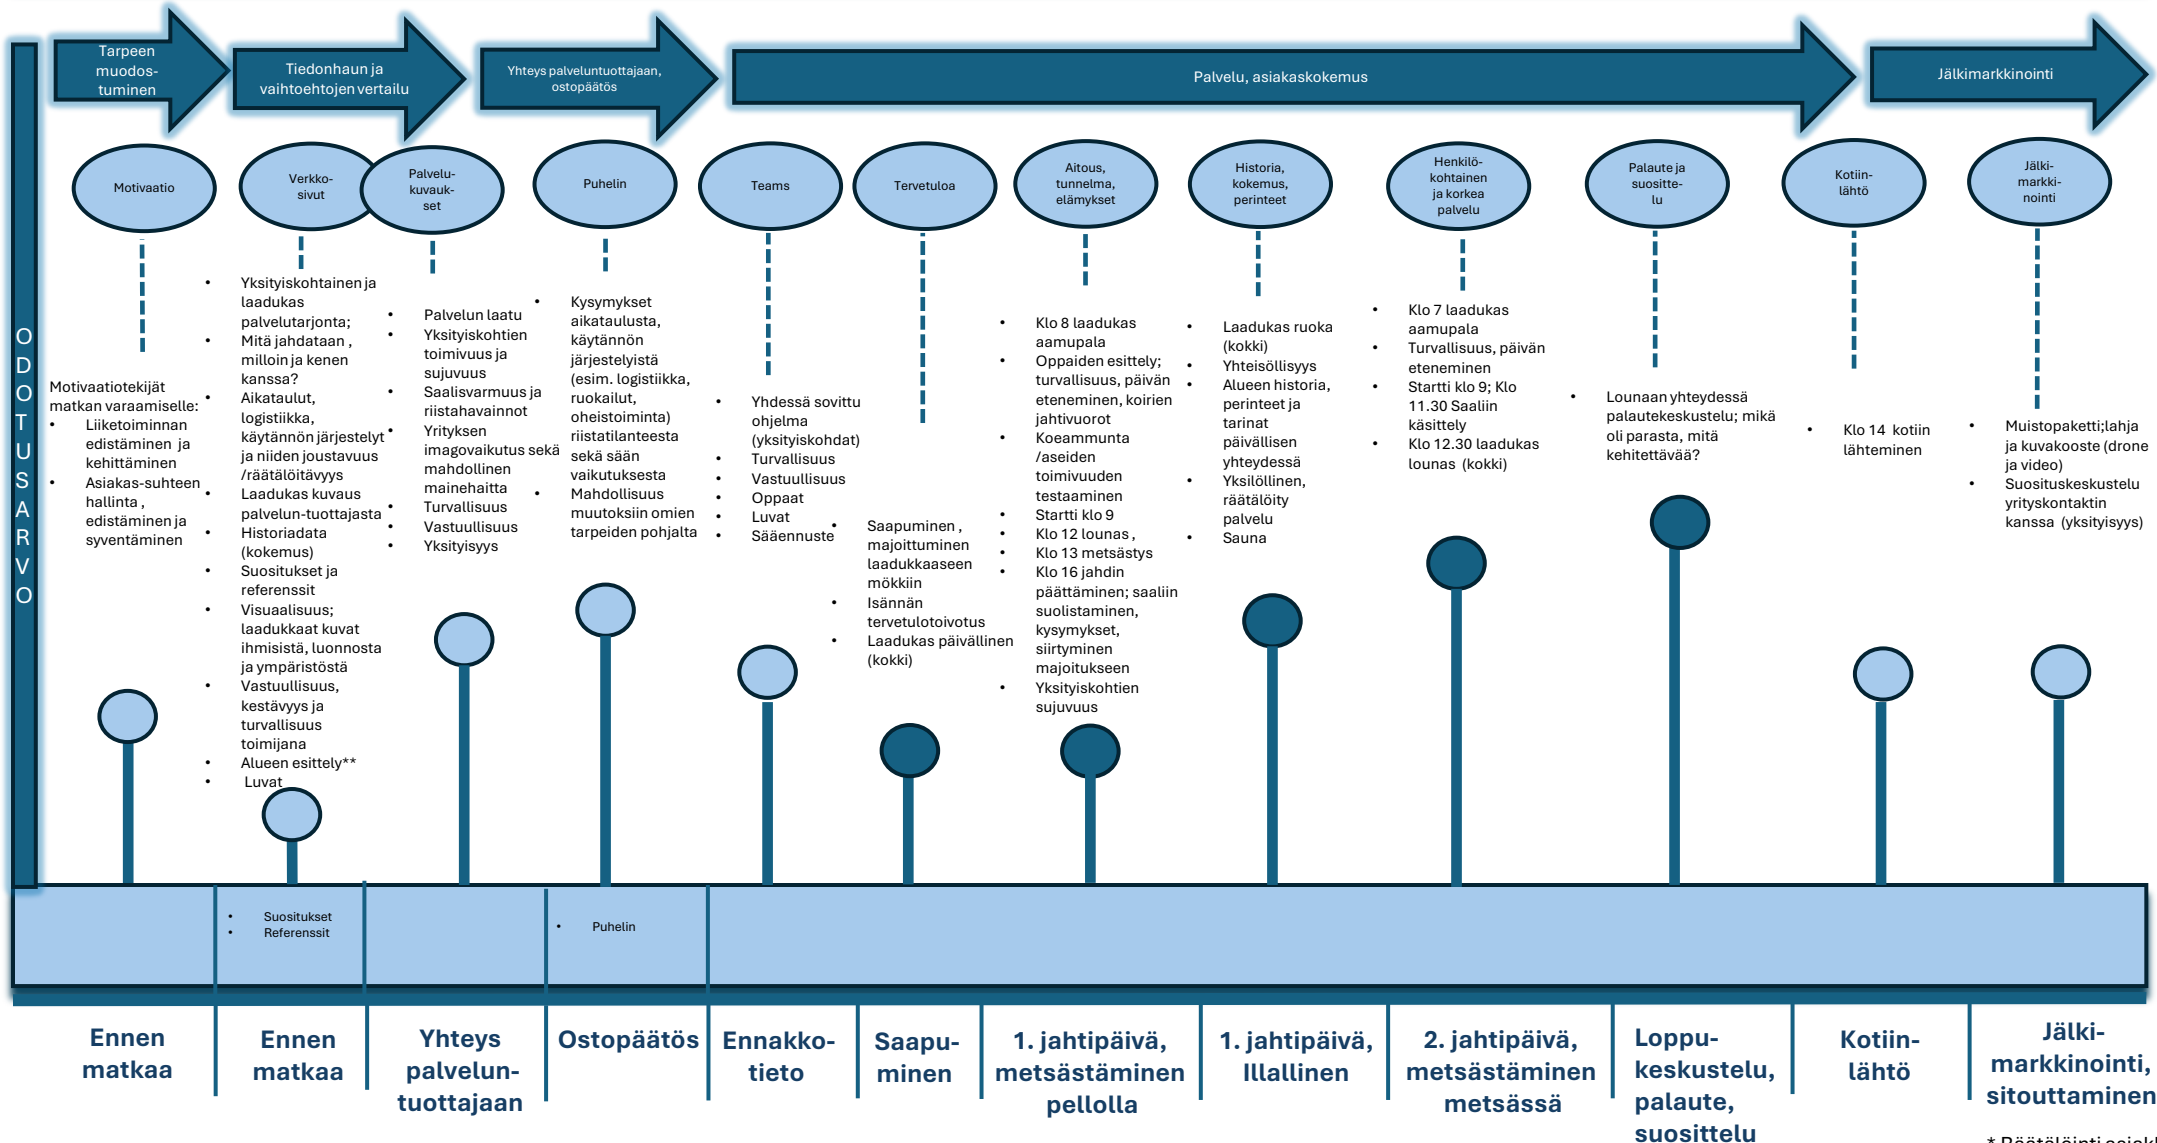 Tarpeen
muodos-
tuminen
Tiedonhaun ja
vaihtoehtojen vertailu
Yhteys palveluntuottajaan,
ostopäätös
Palvelu, asiakaskokemus
Jälkimarkkinointi
ODOTUSARVO
Motivaatio
Verkko-
sivut
Palvelu-
kuvauk-
set
Puhelin
Teams
Tervetuloa
Aitous,
tunnelma,
elämykset
Historia,
kokemus,
perinteet
Henkilö-
kohtainen
ja korkea
palvelu
Palaute ja
suositte-
lu
Kotiin-
lähtö
Jälki-
markki-
nointi
Motivaatiotekijät
matkan varaamiselle:
• Liiketoiminnan
edistäminen ja
kehittäminen
• Asiakas-suhteen
hallinta ,
edistäminen ja
syventäminen
• Yksityiskohtainen ja
laadukas
palvelutarjonta;
• Mitä jahdataan ,
milloin ja kenen
kanssa?
• Aikataulut,
logistiikka,
käytännön järjestelyt
ja niiden joustavuus
/räätälöitävyys
• Laadukas kuvaus
palvelun-tuottajasta
• Historiadata
(kokemus)
• Suositukset ja
referenssit
• Visuaalisuus;
laadukkaat kuvat
ihmisistä, luonnosta
ja ympäristöstä
• Vastuullisuus,
kestävyys ja
turvallisuus
toimijana
• Alueen esittely**
• Luvat
• Palvelun laatu
• Yksityiskohtien
toimivuus ja
sujuvuus
• Saalisvarmuus ja
riistahavainnot
• Yrityksen
imagovaikutus sekä
mahdollinen
mainehaitta
• Turvallisuus
• Vastuullisuus
• Yksityisyys
• Kysymykset
aikataulusta,
käytännön
järjestelyistä
(esim. logistiikka,
ruokailut,
oheistoiminta)
riistatilanteesta
sekä sään
vaikutuksesta
• Mahdollisuus
muutoksiin omien
tarpeiden pohjalta
• Yhdessä sovittu
ohjelma
(yksityiskohdat)
• Turvallisuus
• Vastuullisuus
• Oppaat
• Luvat
• Sääennuste
• Saapuminen ,
majoittuminen
laadukkaaseen
mökkiin
• Isännän
tervetulotoivotus
• Laadukas päivällinen
(kokki)
• Klo 8 laadukas
aamupala
• Oppaiden esittely;
turvallisuus, päivän
eteneminen, koirien
jahtivuorot
• Koeammunta
/aseiden
toimivuuden
testaaminen
• Startti klo 9
• Klo 12 lounas ,
• Klo 13 metsästys
• Klo 16 jahdin
päättäminen; saaliin
suolistaminen,
kysymykset,
siirtyminen
majoitukseen
• Yksityiskohtien
sujuvuus
• Laadukas ruoka
(kokki)
• Yhteisöllisyys
• Alueen historia,
perinteet ja
tarinat
päivällisen
yhteydessä
• Yksilöllinen,
räätälöity
palvelu
• Sauna
• Klo 7 laadukas
aamupala
• Turvallisuus, päivän
eteneminen
• Startti klo 9; Klo
11.30 Saaliin
käsittely
• Klo 12.30 laadukas
lounas (kokki)
• Lounaan yhteydessä
palautekeskustelu; mikä
oli parasta, mitä
kehitettävää?
• Klo 14 kotiin
lähteminen
• Muistopaketti;lahja
ja kuvakooste (drone
ja video)
• Suosituskeskustelu
yrityskontaktin
kanssa (yksityisyys)
• Suositukset
• Referenssit
• Puhelin
Ennen
matkaa
Ennen
matkaa
Yhteys
palvelun-
tuottajaan
Ostopäätös
Ennakko-
tieto
Saapu-
minen
1. jahtipäivä,
metsästäminen
pellolla
1. jahtipäivä,
Illallinen
2. jahtipäivä,
metsästäminen
metsässä
Loppu-
keskustelu,
palaute,
suosittelu
Kotiin-
lähtö
Jälki-
markkinointi,
sitouttaminen